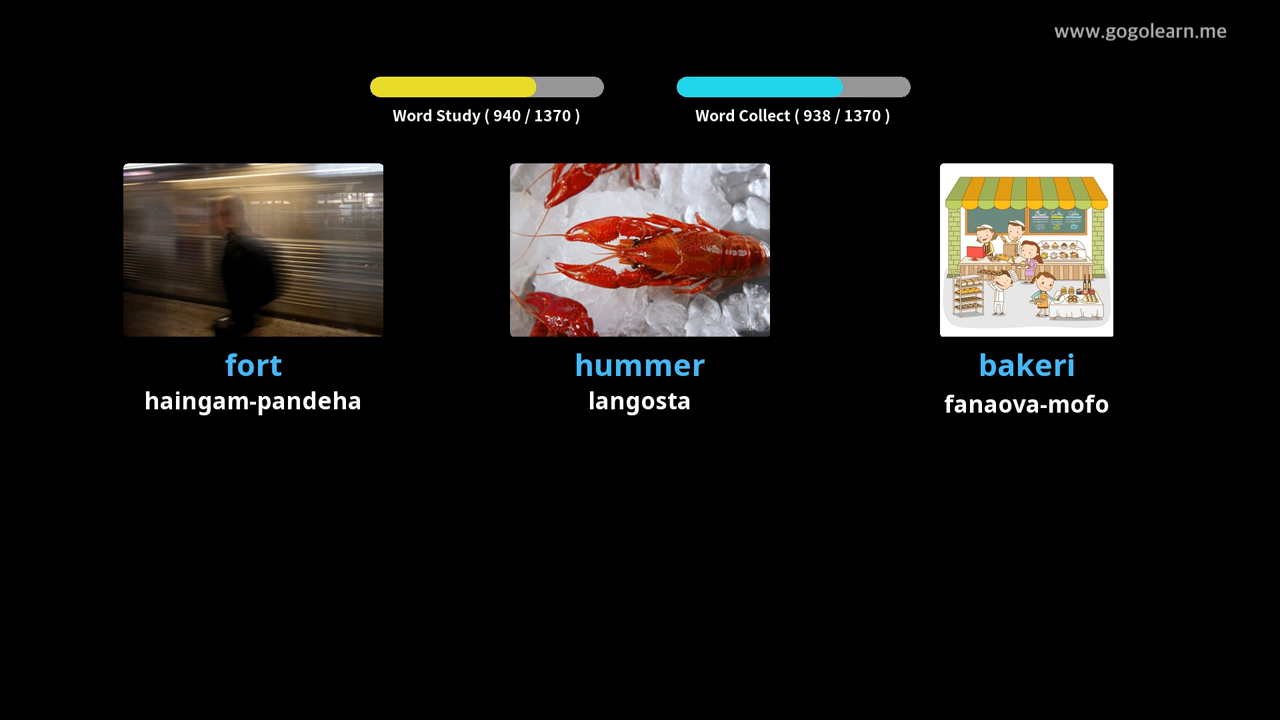 www.gogolearn.me
Word Study ( 940 / 1370 )
Word Collect ( 938 / 1370 )
fort
haingam-pandeha
hummer
langosta
bakeri
fanaova-mofo